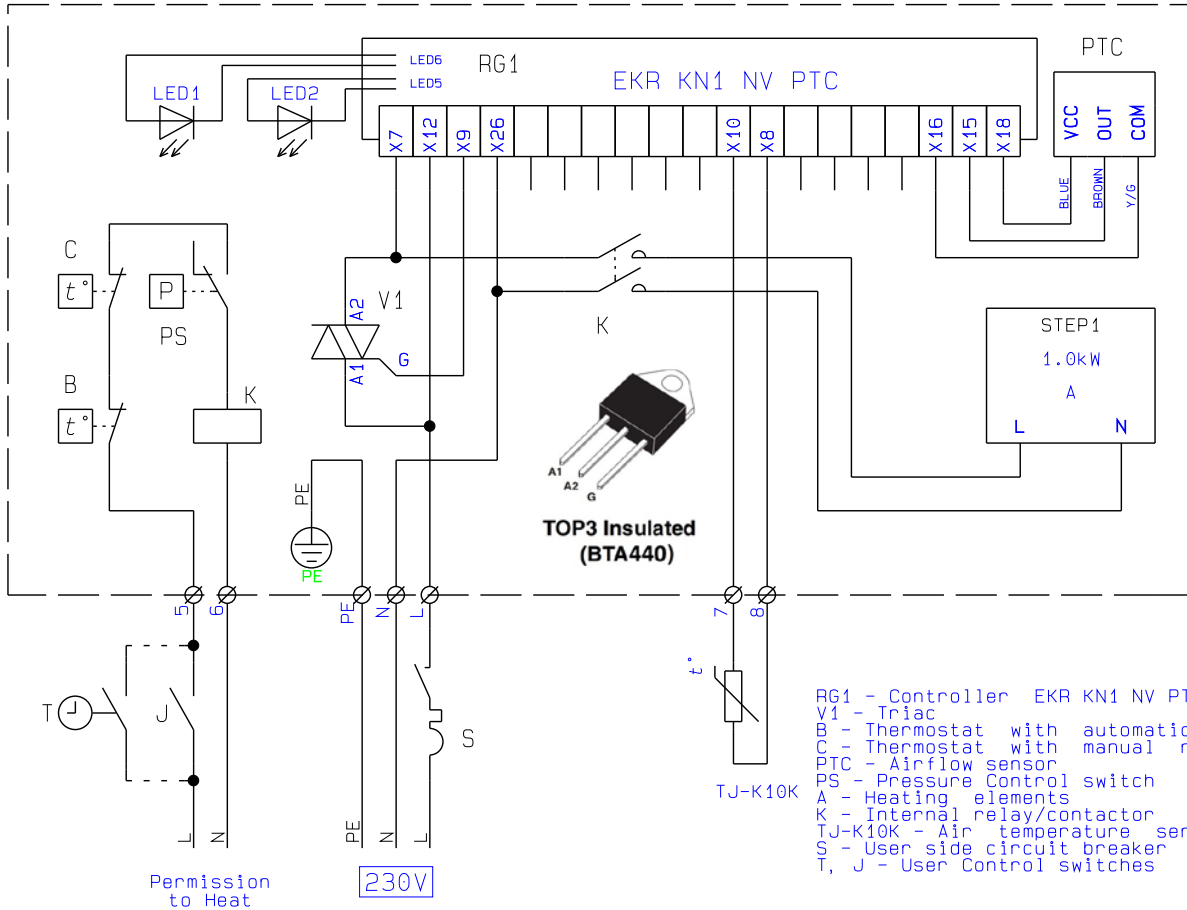 PTC
LED6
RG1
LED5
EKR KN1 NV PTC
LED1
LED2
VCC
OUT
COM
X7
X12
X9
X26
X10
X8
X16
X15
X18
BLUE
BROWN
Y/G
C
t°
P
PS
A2
V1
G
A1
K
STEP1
1.0kW
A
L
N
B
t°
K
A1
A2
G
TOP3 Insulated
(BTA440)
PE
PE
5
6
PE
N
L
7
8
t°
T
J
S
TJ-K10K
L
N
PE
N
L
Permission
to Heat
230V
RG1 - Controller EKR KN1 NV PT
V1 - Triac
B - Thermostat with automatic
C - Thermostat with manual r
PTC - Airflow sensor
PS - Pressure Control switch
A - Heating elements
K - Internal relay/contactor
TJ-K10K - Air temperature sen
S - User side circuit breaker
T, J - User Control switches